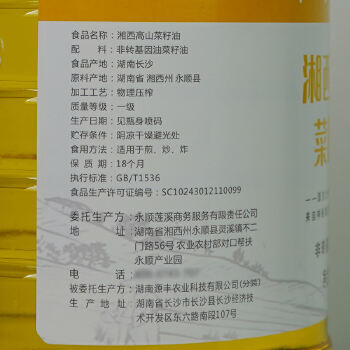 食品名称：湘西高山菜籽油
配　　料：非转基因油菜籽
食品产地：湖南长沙
原料产地：湖南省 湘西州 永顺县
加工工艺：物理压榨
质量等级：一级
生产日期：见瓶身喷码
贮存条件：阴凉干燥避光处
食用方法：适用于煎、炒、炸
保 质 期：18个月
执行标准：GB/T1536
食品生产许可证编号：SC10243012110099
委托生产方：永顺莲溪商务服务有限责任公司
地　　址：湖南省湘西州永顺县灵溪镇不二
门路56号农业农村部对口帮扶
永顺产业园
电　　话：
被委托生产方：湖南源丰农业科技有限公司(分装)
生 产 地 址：湖南省长沙市长沙县长沙经济技
术开发区东六路南段107号
湘西
菜